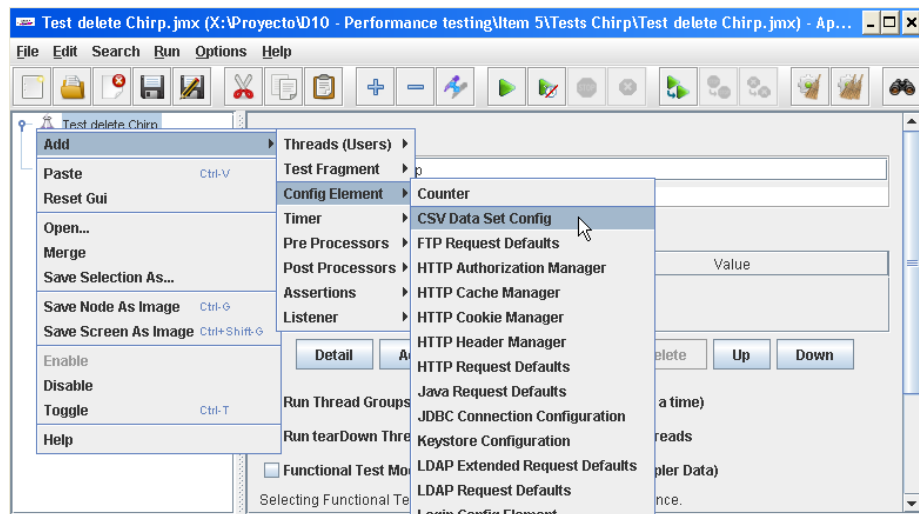 Test delete Chirp.jmx (X:\Proyecto\D10 - Performance testing\Item 5\Tests Chirp\Test delete Chirp.jmx) - Ap...
File Edit Search Run Options Help
Test delete Chirp
Add
Paste Ctrl-V
Reset Gui
Open...
Merge
Save Selection As...
Save Node As Image Ctrl-G
Save Screen As Image Ctrl+Shift-G
Enable
Disable
Toggle Ctrl-T
Help
Threads (Users)
Test Fragment
Config Element
Timer
Pre Processors
Post Processors
Assertions
Listener
Counter
CSV Data Set Config
FTP Request Defaults
HTTP Authorization Manager
HTTP Cache Manager
HTTP Cookie Manager
HTTP Header Manager
HTTP Request Defaults
Java Request Defaults
JDBC Connection Configuration
Keystore Configuration
LDAP Extended Request Defaults
LDAP Request Defaults
Login Config Element
p
Value
Detail A elete Up Down
Run Thread Groups a time)
Run tearDown Thre reads
Functional Test Mo pler Data)
Selecting Functional Te nce.